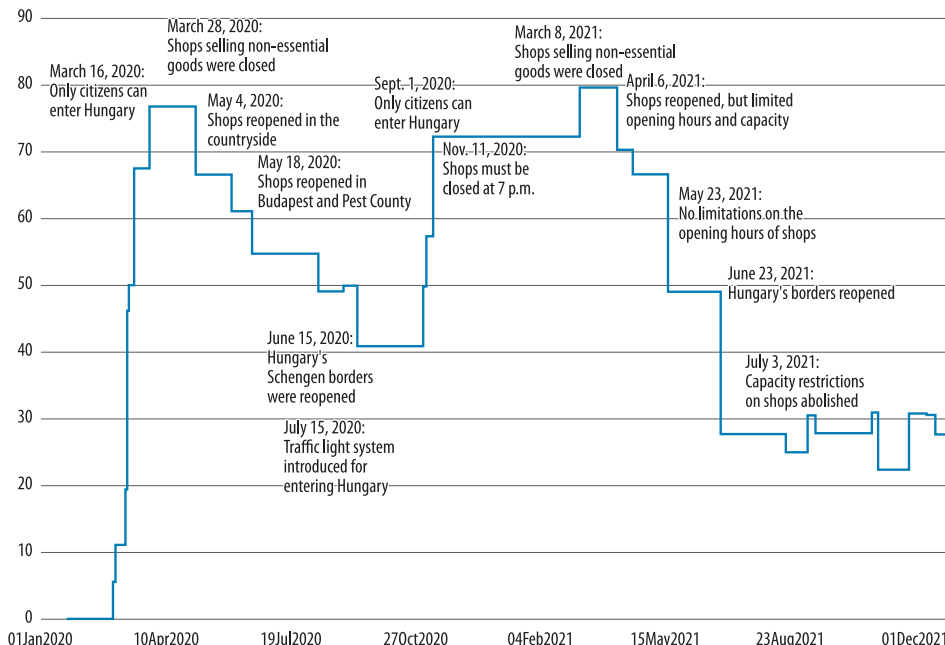 90
80
70
60
50
40
30
20
10
0
March 16, 2020:
Only citizens can
enter Hungary
March 28, 2020:
Shops selling non-essential
goods were closed
May 4, 2020:
Shops reopened in the
countryside
May 18, 2020:
Shops reopened in
Budapest and Pest County
June 15, 2020:
Hungary's
Schengen borders
were reopened
July 15, 2020:
Traffic light system
introduced for
entering Hungary
Sept. 1, 2020:
Only citizens can
enter Hungary
Nov. 11, 2020:
Shops must be
closed at 7 p.m.
March 8, 2021:
Shops selling non-essential
goods were closed
April 6, 2021:
Shops reopened, but limited
opening hours and capacity
May 23, 2021:
No limitations on the
opening hours of shops
June 23, 2021:
Hungary's borders reopened
July 3, 2021:
Capacity restrictions
on shops abolished
01Jan2020 10Apr2020 19Jul2020 27Oct2020 04Feb2021 15May2021 23Aug2021 01Dec2021